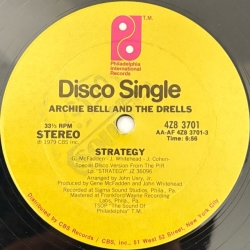 T.M.
Philadelphia
International
Records
Disco Single
ARCHIE BELL AND THE DRELLS
33⅓ RPM
STEREO
℗ 1979 CBS Inc.
4Z8 3701
AA-AF 4Z8 3701-3
Time: 6:56
STRATEGY
-G. McFadden - J. Whitehead - J. Cohen-
Special Disco Version From The P.I.R.
Lp "STRATEGY" JZ 36096
Arranged by John Usry, Jr.
Produced by Gene McFadden and John Whitehead
Recorded at Sigma Sound Studios, Phila., Pa.
Mastered at Frankford/Wayne Recording
Labs, Phila., Pa.
TSOP "The Sound Of
Philadelphia" T.M.
Distributed by CBS Records / CBS Inc. / 51 West 52 Street, New York City